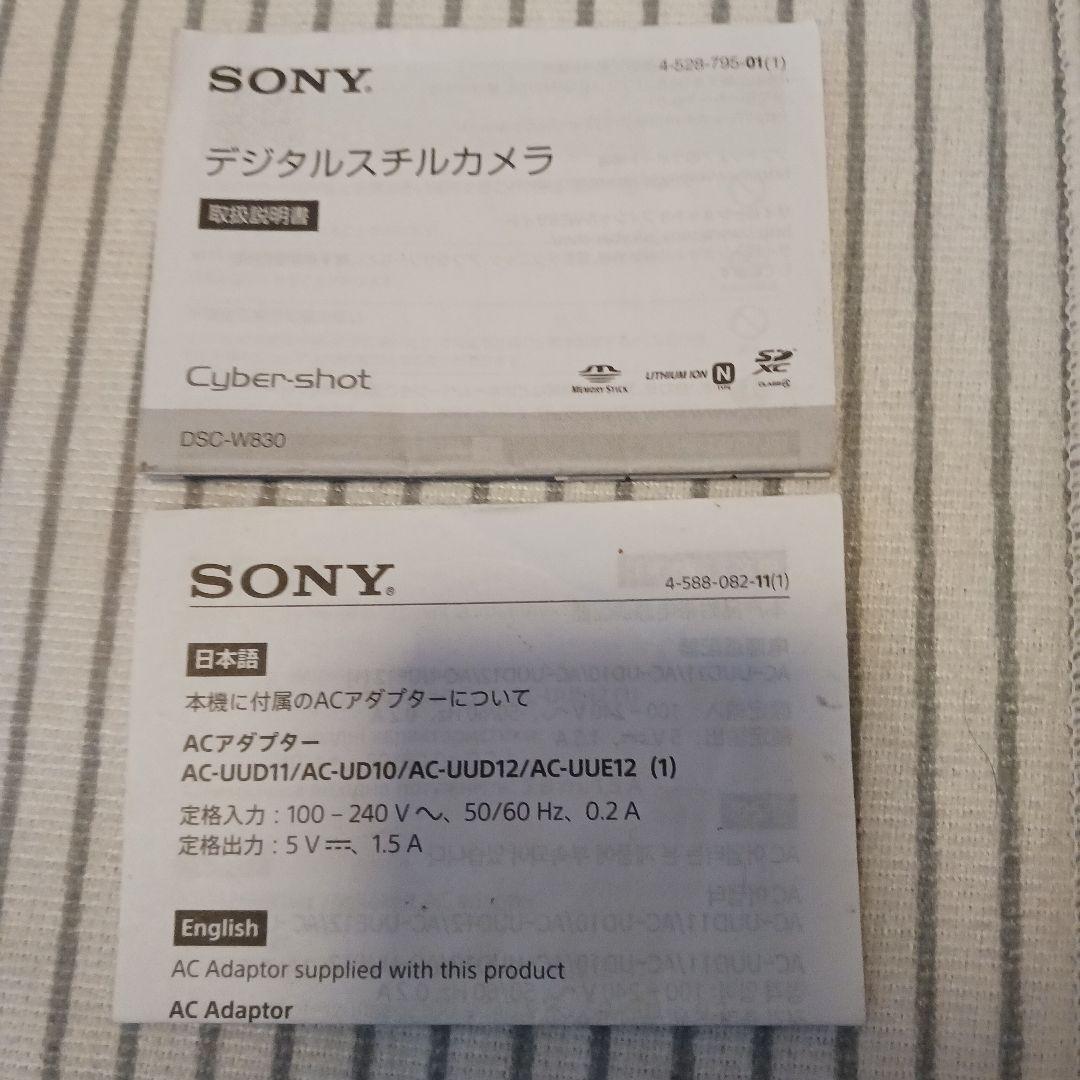 SONY®
4-528-795-01(1)
デジタルスチルカメラ
取扱説明書
Cyber-shot
MEMORY STICK
LITHIUM ION N TYPE
SD XC
CLASS 4
DSC-W830
SONY®
4-588-082-11(1)
日本語
本機に付属のACアダプターについて
ACアダプター
AC-UUD11/AC-UD10/AC-UUD12/AC-UUE12 (1)
定格入力：100 – 240 V ～、50/60 Hz、0.2 A
定格出力：5 V⎓、1.5 A
English
AC Adaptor supplied with this product
AC Adaptor